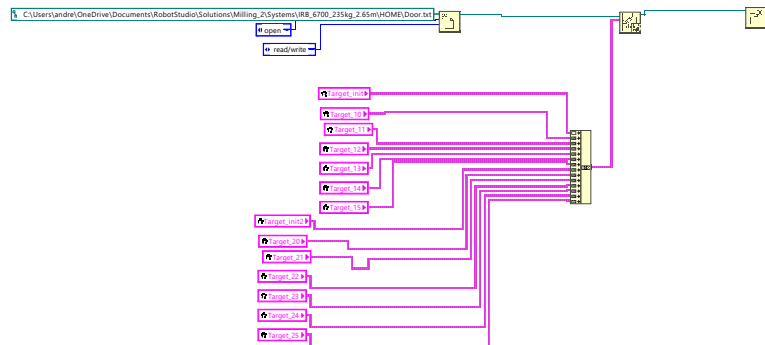 C:\Users\andre\OneDrive\Documents\RobotStudio\Solutions\Milling_2\Systems\IRB_6700_235kg_2.65m\HOME\Door.txt
open
read/write
Target_init
Target_10
Target_11
Target_12
Target_13
Target_14
Target_15
Target_init2
Target_20
Target_21
Target_22
Target_23
Target_24
Target_25